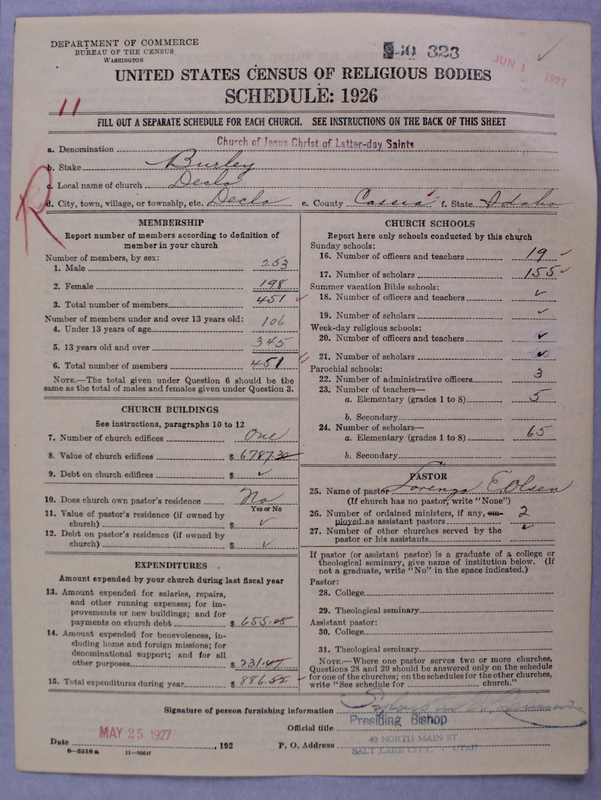 DEPARTMENT OF COMMERCE
BUREAU OF THE CENSUS
WASHINGTON
323
JUN 1 1927
UNITED STATES CENSUS OF RELIGIOUS BODIES
SCHEDULE: 1926
11
FILL OUT A SEPARATE SCHEDULE FOR EACH CHURCH. SEE INSTRUCTIONS ON THE BACK OF THIS SHEET
a. Denomination Church of Jesus Christ of Latter-day Saints
b. Stake Burley
c. Local name of church Declo
R
d. City, town, village, or township, etc. Declo e. County Cassia f. State Idaho
MEMBERSHIP
Report number of members according to definition of
member in your church
Number of members, by sex:
1. Male 253
2. Female 198
3. Total number of members 451
Number of members under and over 13 years old:
4. Under 13 years of age 106
5. 13 years old and over 345
6. Total number of members 451
NOTE.—The total given under Question 6 should be the
same as the total of males and females given under Question 3.
CHURCH BUILDINGS
See instructions, paragraphs 10 to 12
7. Number of church edifices One
8. Value of church edifices $ 6787.32
9. Debt on church edifices $ ✓
10. Does church own pastor's residence No
Yes or No
11. Value of pastor's residence (if owned by
church) $ ✓
12. Debt on pastor's residence (if owned by
church) $ ✓
EXPENDITURES
Amount expended by your church during last fiscal year
13. Amount expended for salaries, repairs,
and other running expenses; for im-
provements or new buildings; and for
payments on church debt $ 655.05
14. Amount expended for benevolences, in-
cluding home and foreign missions; for
denominational support; and for all
other purposes $ 231.47
15. Total expenditures during year $ 886.52
CHURCH SCHOOLS
Report here only schools conducted by this church
Sunday schools:
16. Number of officers and teachers 19
17. Number of scholars 155
Summer vacation Bible schools:
18. Number of officers and teachers ✓
19. Number of scholars ✓
Week-day religious schools:
20. Number of officers and teachers ✓
21. Number of scholars ✓
Parochial schools:
22. Number of administrative officers 3
23. Number of teachers—
a. Elementary (grades 1 to 8) 5
b. Secondary
24. Number of scholars—
a. Elementary (grades 1 to 8) 65
b. Secondary
PASTOR
25. Name of pastor Lorenzo E. Olsen
(If church has no pastor, write "None")
26. Number of ordained ministers, if any, em-
ployed as assistant pastors 2
27. Number of other churches served by the
pastor or his assistants ✓
If pastor (or assistant pastor) is a graduate of a college or
theological seminary, give name of institution below. (If
not a graduate, write "No" in the space indicated.)
Pastor:
28. College
29. Theological seminary
Assistant pastor:
30. College
31. Theological seminary
NOTE.—Where one pastor serves two or more churches,
Questions 28 and 29 should be answered only on the schedule
for one of the churches; on the schedules for the other churches,
write "See schedule for church."
Signature of person furnishing information
Official title Presiding Bishop
Date MAY 25 1927, 192 P. O. Address 40 NORTH MAIN ST
SALT LAKE CITY, UTAH